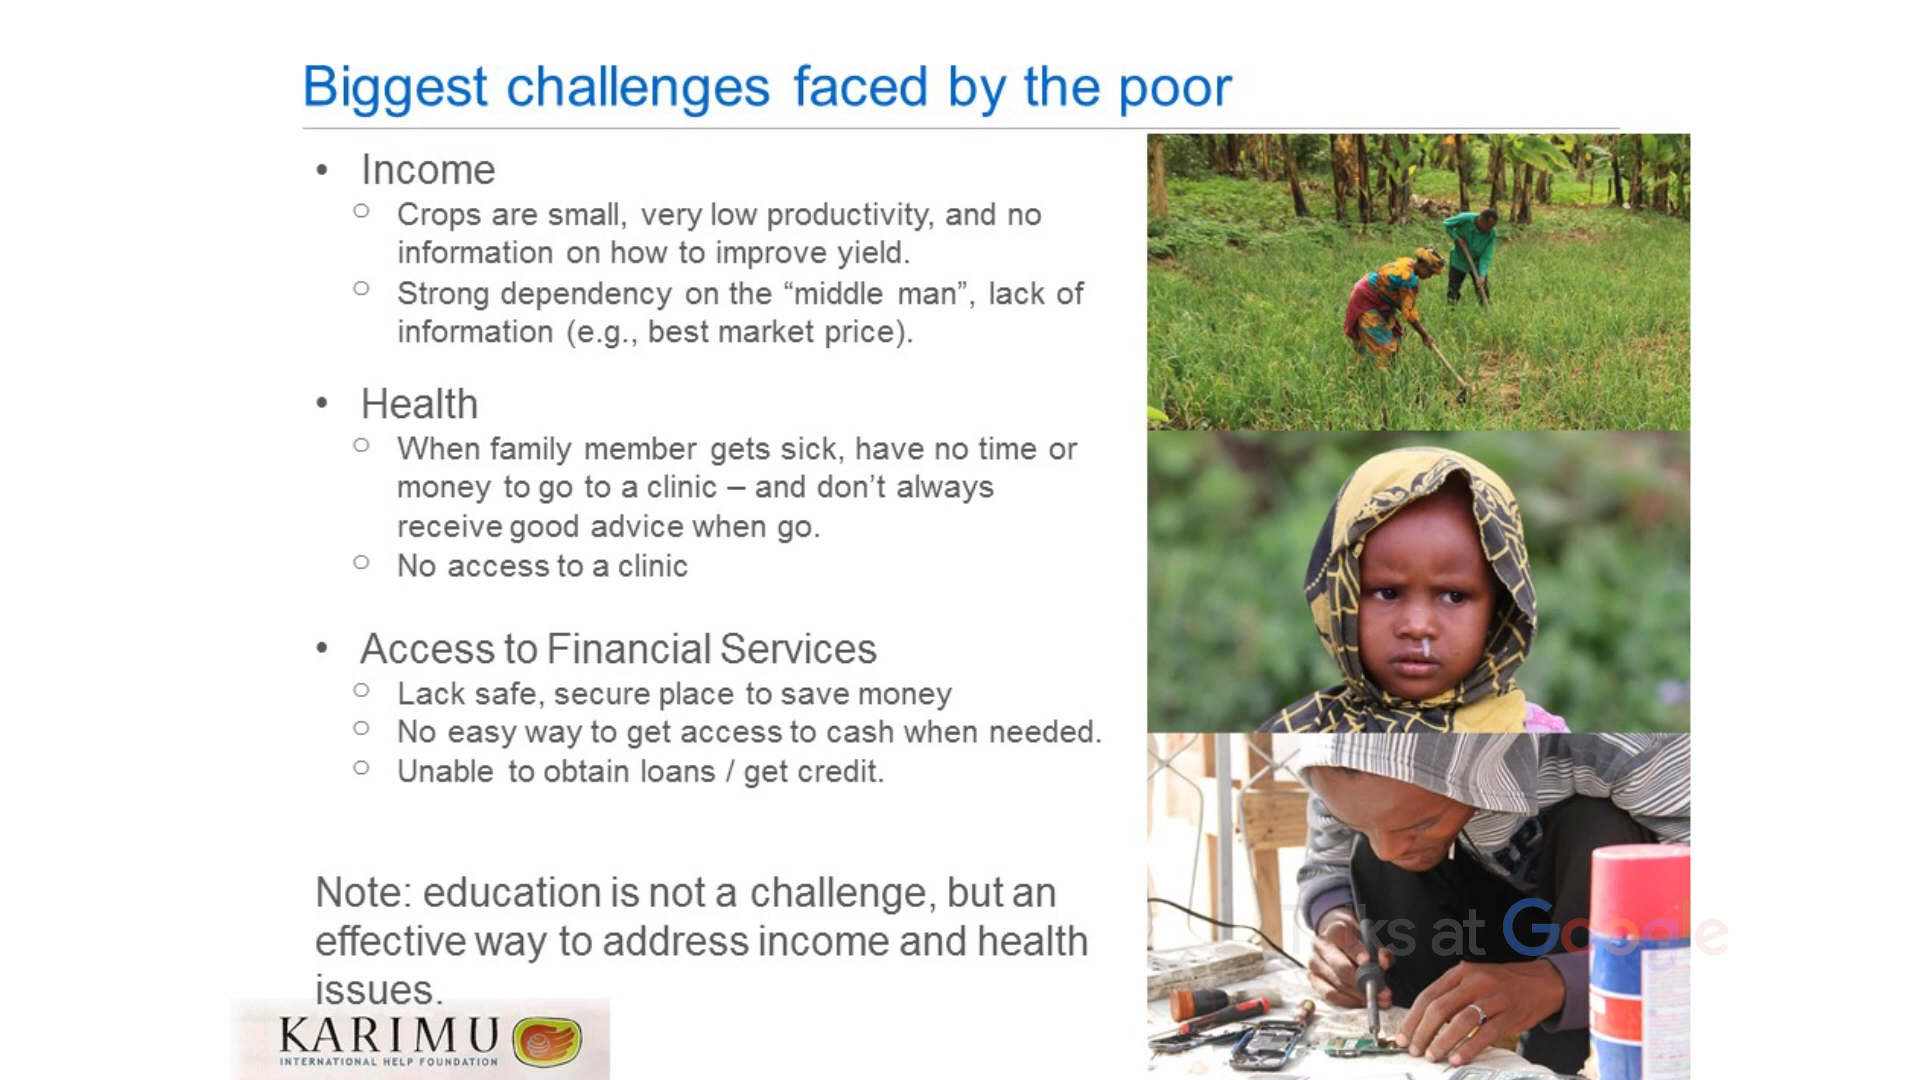 Biggest challenges faced by the poor
• Income
○ Crops are small, very low productivity, and no
information on how to improve yield.
○ Strong dependency on the “middle man”, lack of
information (e.g., best market price).
• Health
○ When family member gets sick, have no time or
money to go to a clinic – and don’t always
receive good advice when go.
○ No access to a clinic
• Access to Financial Services
○ Lack safe, secure place to save money
○ No easy way to get access to cash when needed.
○ Unable to obtain loans / get credit.
Note: education is not a challenge, but an
effective way to address income and health
issues.
KARIMU
INTERNATIONAL HELP FOUNDATION
Talks at Google